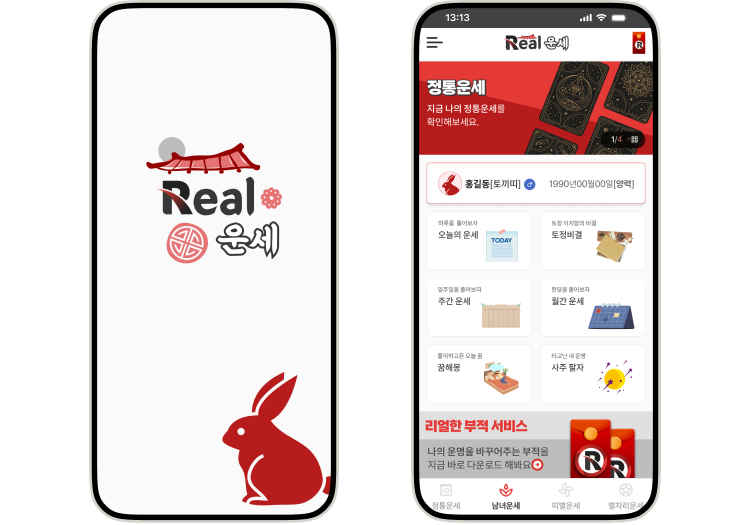 Real
운세
13:13
Real 운세
R
정통운세
지금 나의 정통운세를
확인해보세요.
1/4
홍길동[토끼띠]
1990년00월00일[양력]
하루를 풀어보자
오늘의 운세
TODAY
토정 이지함의 비결
토정비결
일주일을 풀어보자
주간 운세
한달을 풀어보자
월간 운세
풀이하고픈 오늘 꿈
꿈해몽
타고난 내 운명
사주 팔자
리얼한 부적 서비스
나의 운명을 바꾸어주는 부적을
지금 바로 다운로드 해봐요
R
R
정통운세
남녀운세
띠별운세
별자리운세